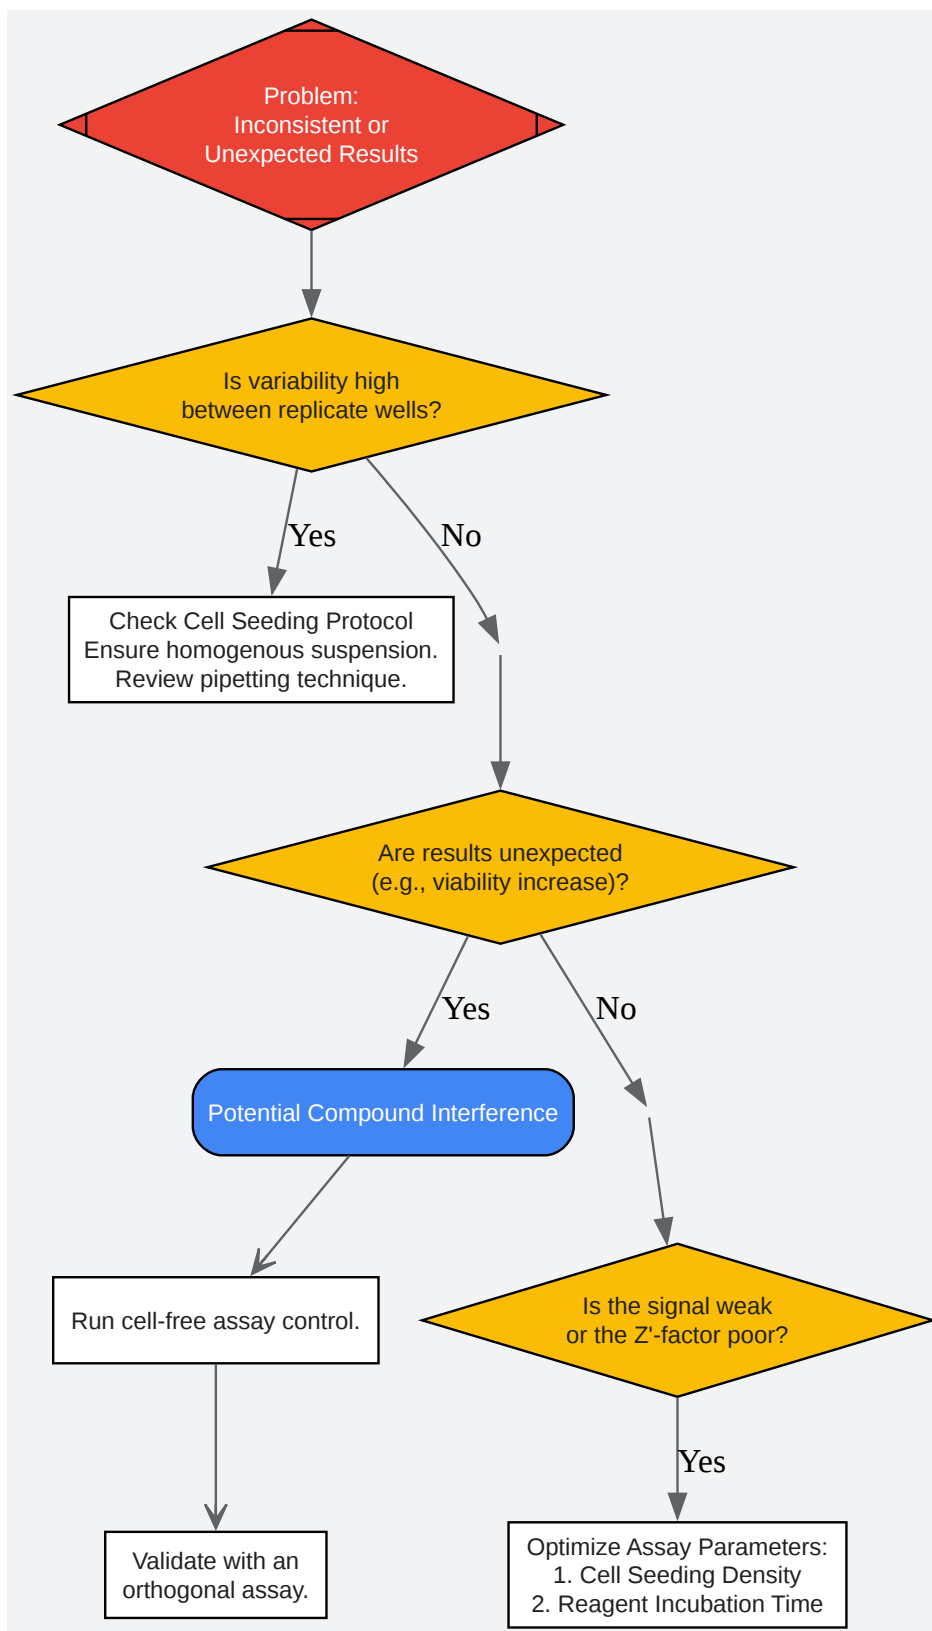 Problem:
Inconsistent or
Unexpected Results
Is variability high
between replicate wells?
Yes
No
Check Cell Seeding Protocol
Ensure homogenous suspension.
Review pipetting technique.
Are results unexpected
(e.g., viability increase)?
Yes
No
Potential Compound Interference
Run cell-free assay control.
Is the signal weak
or the Z'-factor poor?
Yes
Validate with an
orthogonal assay.
Optimize Assay Parameters:
1. Cell Seeding Density
2. Reagent Incubation Time